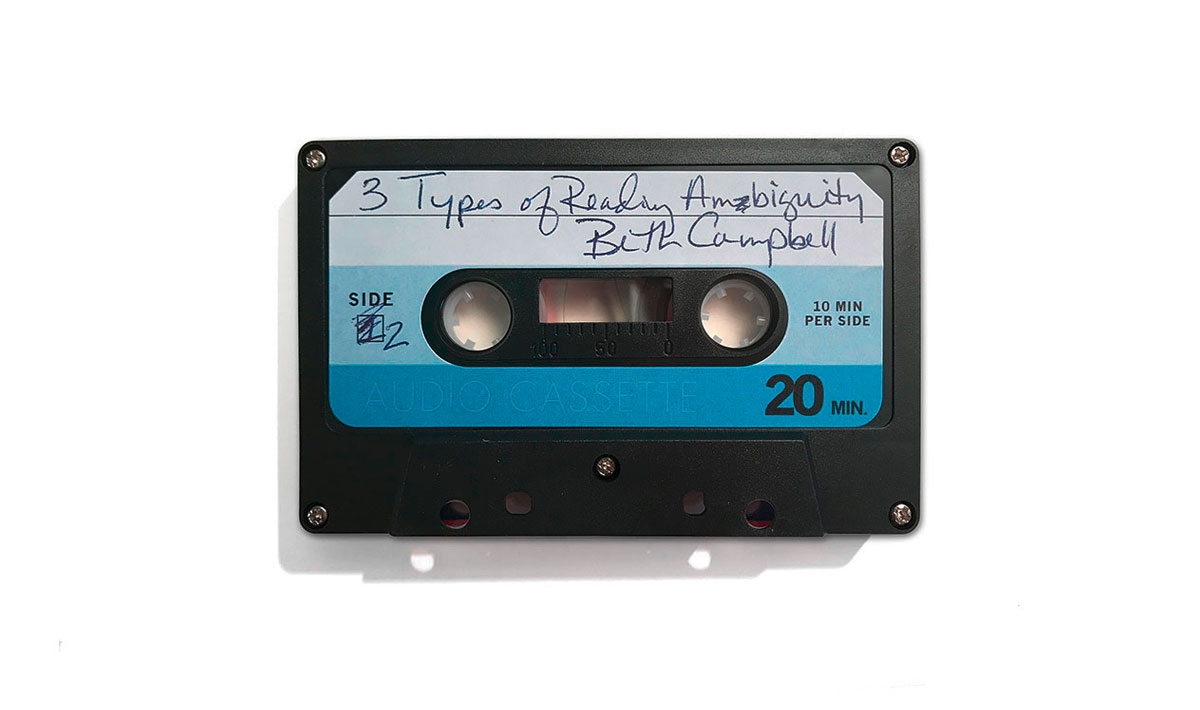 3 Types of Reading Ambiguity
Beth Campbell
SIDE
2
10 MIN
PER SIDE
100 50 0
AUDIO CASSETTE
20 MIN.